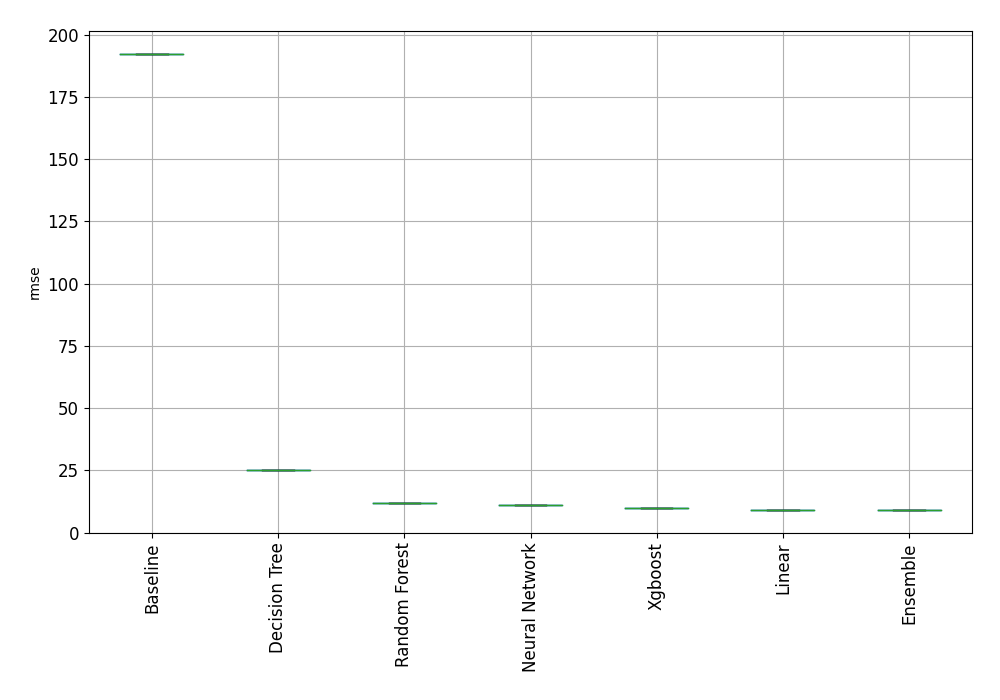 200
175
150
125
100
75
50
25
0
rmse
Baseline
Decision Tree
Random Forest
Neural Network
Xgboost
Linear
Ensemble